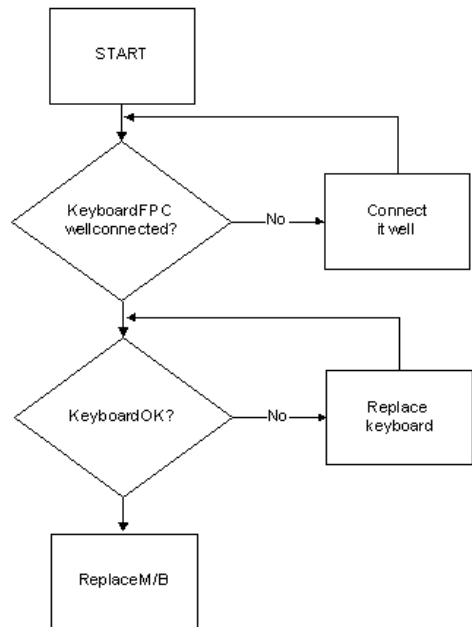 START
KeyboardFPC
wellconnected?
No
Connect
it well
KeyboardOK?
No
Replace
keyboard
ReplaceM/B